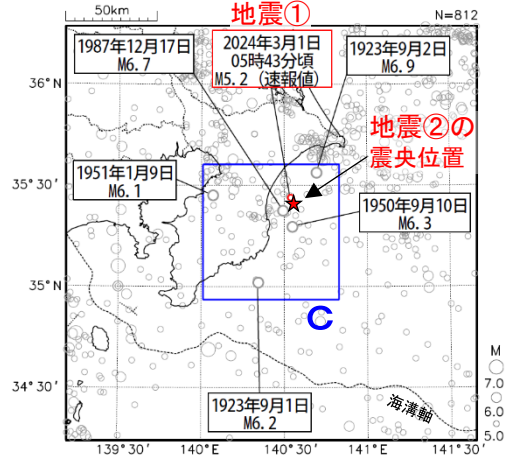 50km
地震①
N=812
1987年12月17日
M6.7
2024年3月1日
05時43分頃
M5.2（速報値）
1923年9月2日
M6.9
36°N
地震②の
震央位置
1951年1月9日
M6.1
35°30′
1950年9月10日
M6.3
35°N
C
34°30′
1923年9月1日
M6.2
海溝軸
M
7.0
6.0
5.0
139°30′
140°E
140°30′
141°E
141°30′